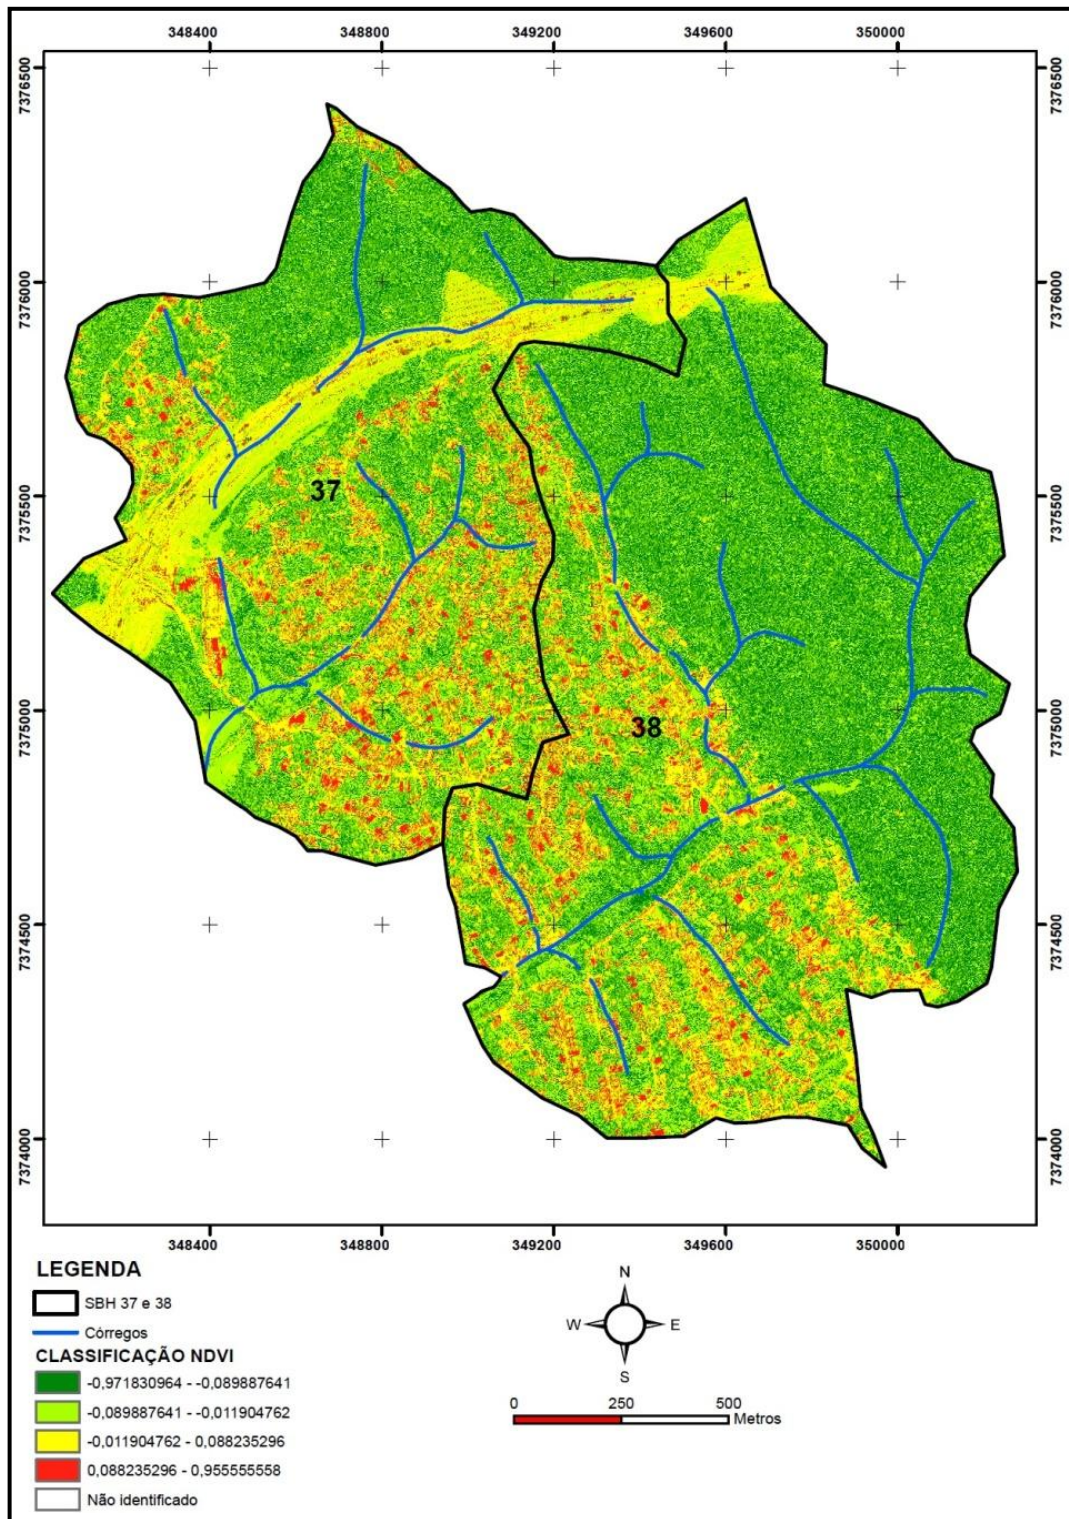 348400 348800 349200 349600 350000
7376500 7376500
7376000 7376000
7375500 7375500
37
7375000 7375000
38
7374500 7374500
7374000 7374000
348400 348800 349200 349600 350000
LEGENDA
SBH 37 e 38
Córregos
CLASSIFICAÇÃO NDVI
-0,971830964 - -0,089887641
-0,089887641 - -0,011904762
-0,011904762 - 0,088235296
0,088235296 - 0,955555558
Não identificado
N
W E
S
0 250 500
Metros